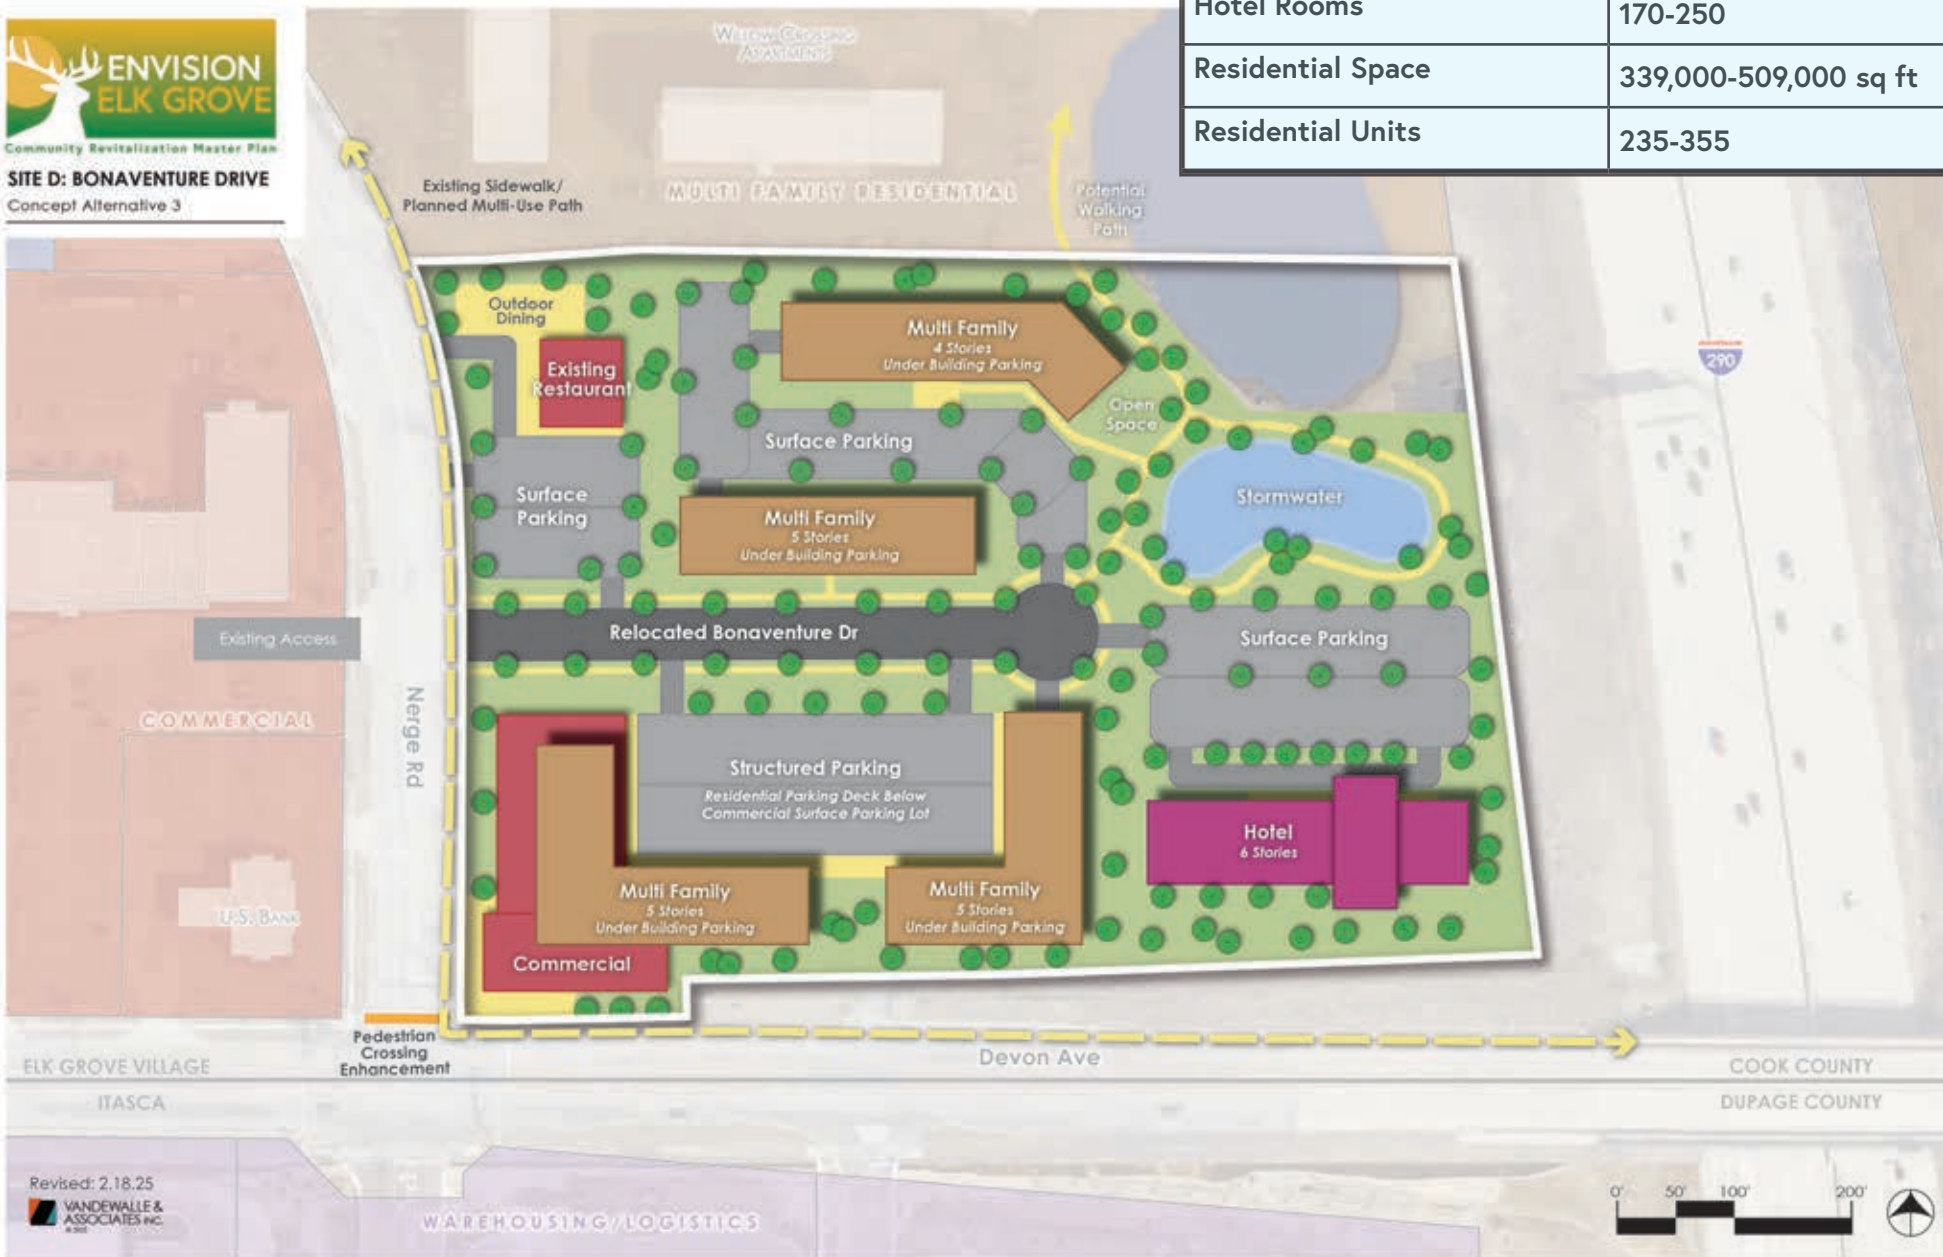 ENVISION
ELK GROVE
Community Revitalization Master Plan
SITE D: BONAVENTURE DRIVE
Concept Alternative 3
Hotel Rooms
170-250
Residential Space
339,000-509,000 sq ft
Residential Units
235-355
WILLOW CROSSING
APARTMENTS
Existing Sidewalk/
Planned Multi-Use Path
MULTI FAMILY RESIDENTIAL
Potential
Walking
Path
Outdoor
Dining
Existing
Restaurant
Multi Family
4 Stories
Under Building Parking
290
Open
Space
Surface Parking
Surface
Parking
Multi Family
5 Stories
Under Building Parking
Stormwater
Existing Access
Relocated Bonaventure Dr
Surface Parking
COMMERCIAL
Nerge Rd
Structured Parking
Residential Parking Deck Below
Commercial Surface Parking Lot
Hotel
6 Stories
Multi Family
5 Stories
Under Building Parking
Multi Family
5 Stories
Under Building Parking
U.S. BANK
Commercial
Pedestrian
Crossing
Enhancement
Devon Ave
ELK GROVE VILLAGE
COOK COUNTY
ITASCA
DUPAGE COUNTY
Revised: 2.18.25
VANDEWALLE &
ASSOCIATES INC.
WAREHOUSING/LOGISTICS
0' 50' 100' 200'